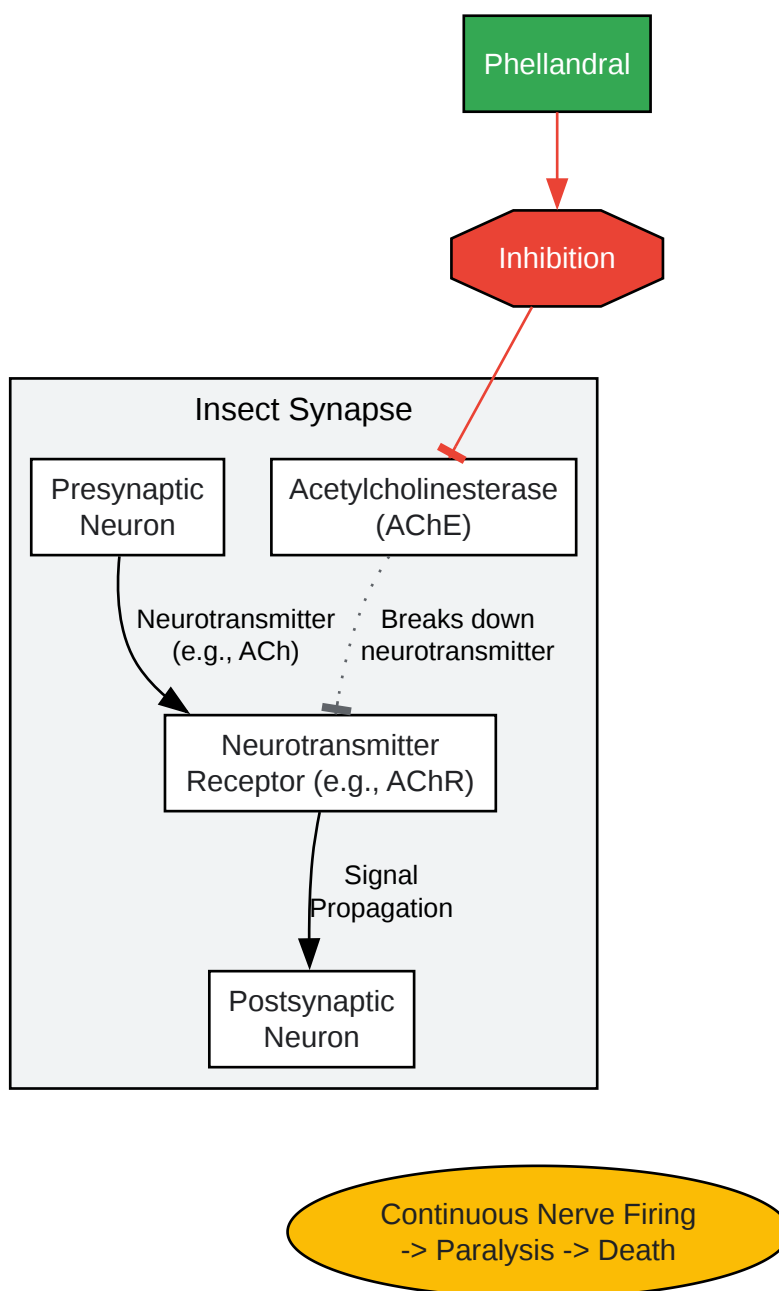 Phellandral
Inhibition
Insect Synapse
Presynaptic
Neuron
Acetylcholinesterase
(AChE)
Neurotransmitter
(e.g., ACh)
Breaks down
neurotransmitter
Neurotransmitter
Receptor (e.g., AChR)
Signal
Propagation
Postsynaptic
Neuron
Continuous Nerve Firing
-> Paralysis -> Death